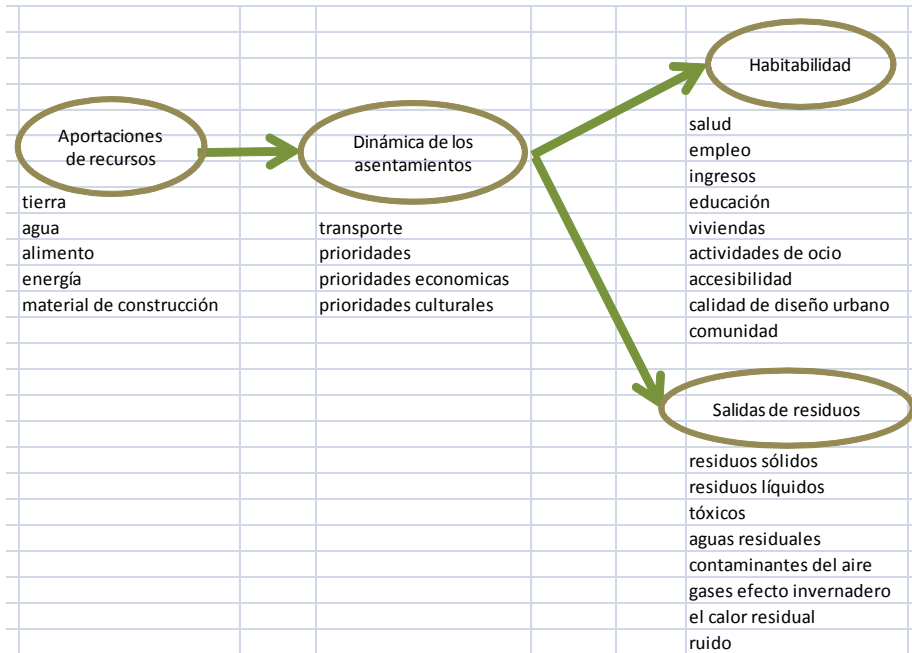 Aportaciones
de recursos
tierra
agua
alimento
energía
material de construcción
Dinámica de los
asentamientos
transporte
prioridades
prioridades economicas
prioridades culturales
Habitabilidad
salud
empleo
ingresos
educación
viviendas
actividades de ocio
accesibilidad
calidad de diseño urbano
comunidad
Salidas de residuos
residuos sólidos
residuos líquidos
tóxicos
aguas residuales
contaminantes del aire
gases efecto invernadero
el calor residual
ruido